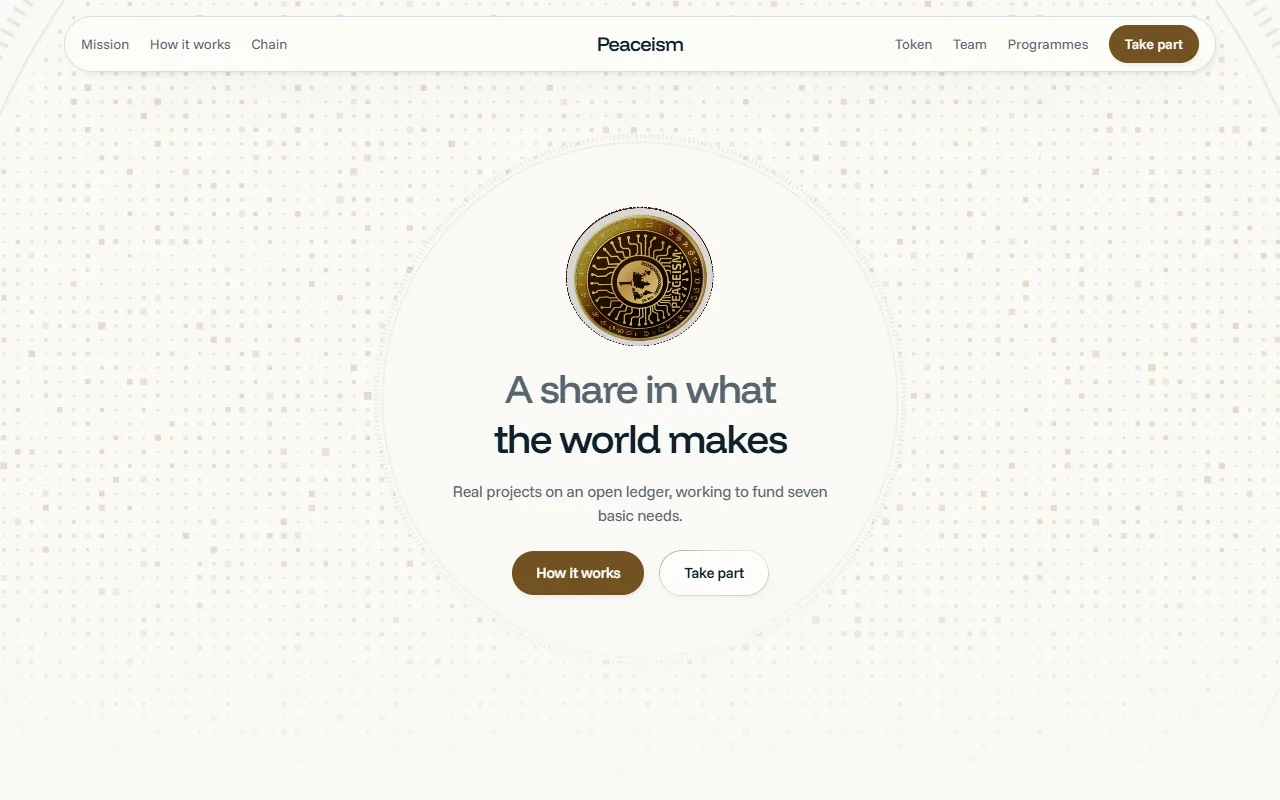 Mission
How it works
Chain
Peaceism
Token
Team
Programmes
Take part
PEACEISM
A share in what
the world makes
Real projects on an open ledger, working to fund seven
basic needs.
How it works
Take part